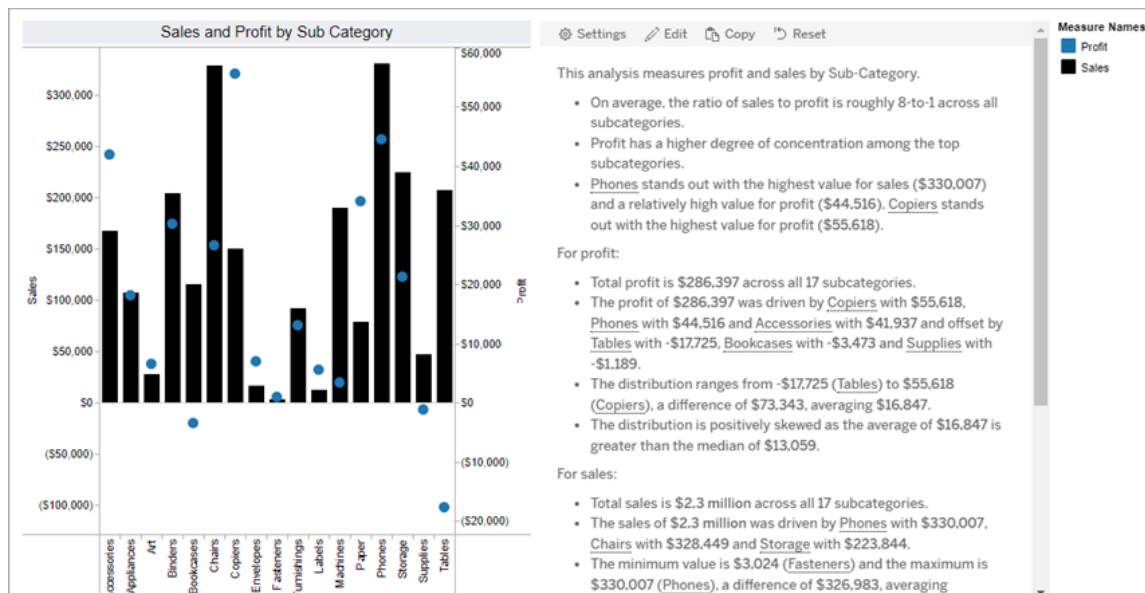 Sales and Profit by Sub Category
$300,000
$250,000
$200,000
$150,000
$100,000
$50,000
$0
($50,000)
($100,000)
Sales
$60,000
$50,000
$40,000
$30,000
$20,000
$10,000
$0
($10,000)
($20,000)
Profit
ccessories
Appliances
Art
Binders
Bookcases
Chairs
Copiers
Envelopes
Fasteners
urnishings
Labels
Machines
Paper
Phones
Storage
Supplies
Tables
Settings Edit Copy Reset
This analysis measures profit and sales by Sub-Category.
• On average, the ratio of sales to profit is roughly 8-to-1 across all
subcategories.
• Profit has a higher degree of concentration among the top
subcategories.
• Phones stands out with the highest value for sales ($330,007)
and a relatively high value for profit ($44,516). Copiers stands
out with the highest value for profit ($55,618).
For profit:
• Total profit is $286,397 across all 17 subcategories.
• The profit of $286,397 was driven by Copiers with $55,618,
Phones with $44,516 and Accessories with $41,937 and offset by
Tables with -$17,725, Bookcases with -$3,473 and Supplies with
-$1,189.
• The distribution ranges from -$17,725 (Tables) to $55,618
(Copiers), a difference of $73,343, averaging $16,847.
• The distribution is positively skewed as the average of $16,847 is
greater than the median of $13,059.
For sales:
• Total sales is $2.3 million across all 17 subcategories.
• The sales of $2.3 million was driven by Phones with $330,007,
Chairs with $328,449 and Storage with $223,844.
• The minimum value is $3,024 (Fasteners) and the maximum is
$330,007 (Phones), a difference of $326,983, averaging
Measure Names
Profit
Sales